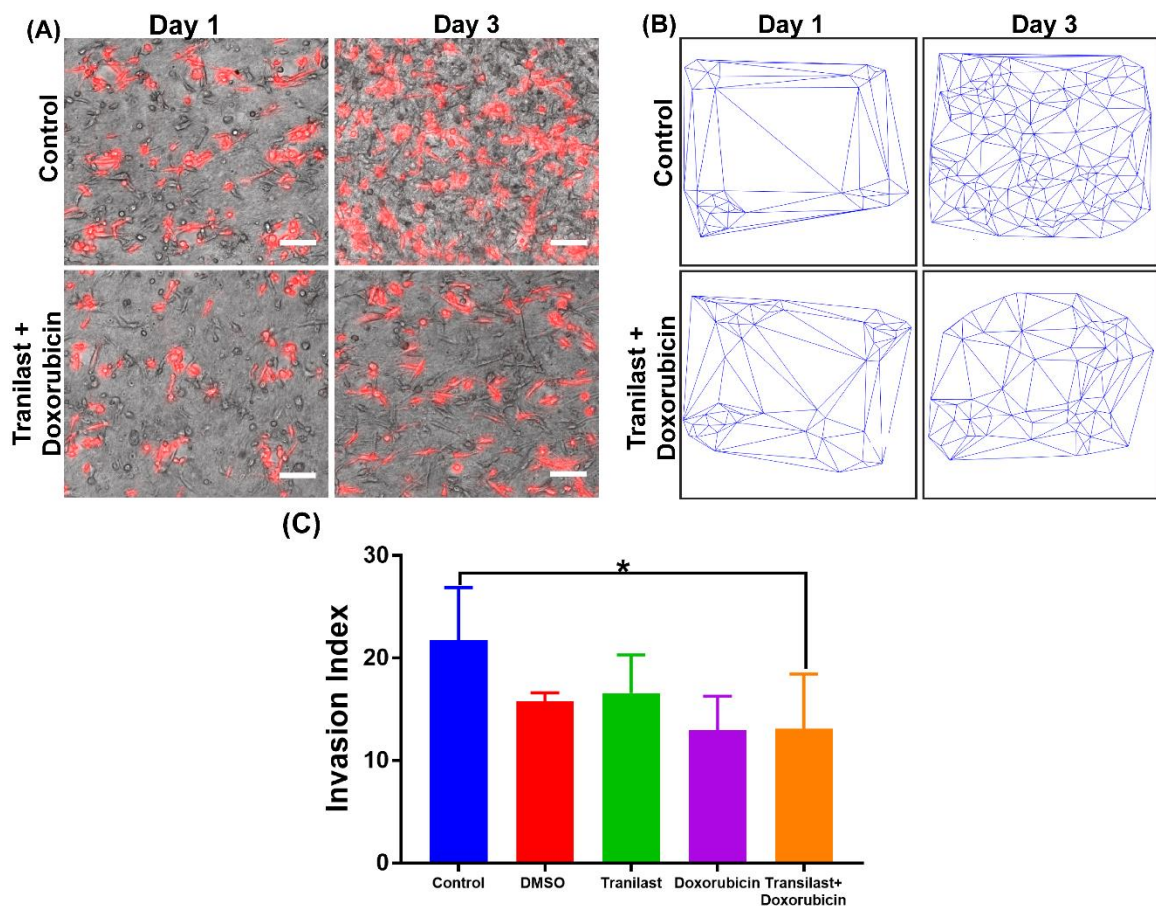 (A)
Day 1
Day 3
(B)
Day 1
Day 3
Control
Control
Tranilast +
Doxorubicin
Tranilast +
Doxorubicin
(C)
Invasion Index
30
20
10
0
*
Control
DMSO
Tranilast
Doxorubicin
Transilast+
Doxorubicin